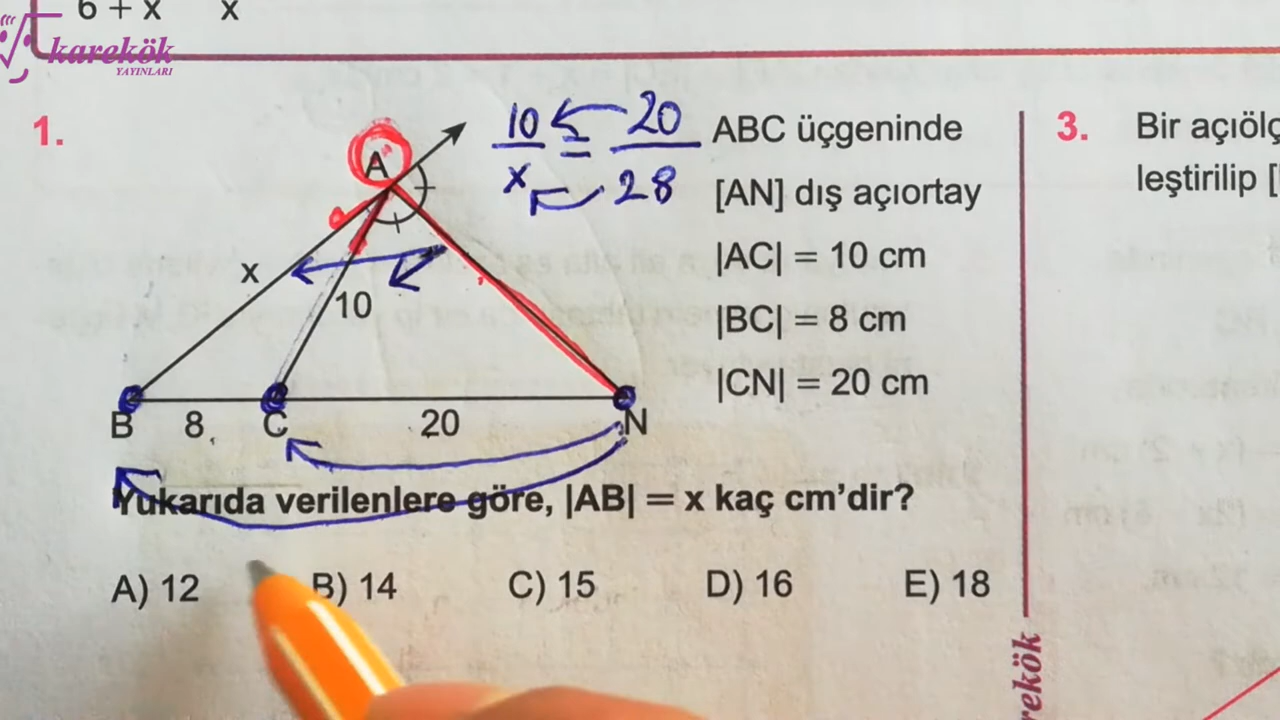 6 + x x
karekök
YAYINLARI
1.
A
x
10
B
8
C
20
N
10 = 20
x 28
ABC üçgeninde
[AN] dış açıortay
|AC| = 10 cm
|BC| = 8 cm
|CN| = 20 cm
Yukarıda verilenlere göre, |AB| = x kaç cm'dir?
A) 12 B) 14 C) 15 D) 16 E) 18
3. Bir açıölç
leştirilip [
rekök